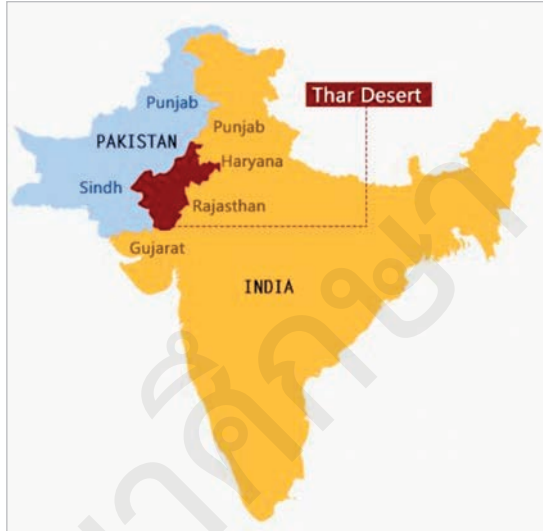 Thar Desert
Punjab
Punjab
PAKISTAN
Haryana
Sindh
Rajasthan
Gujarat
INDIA